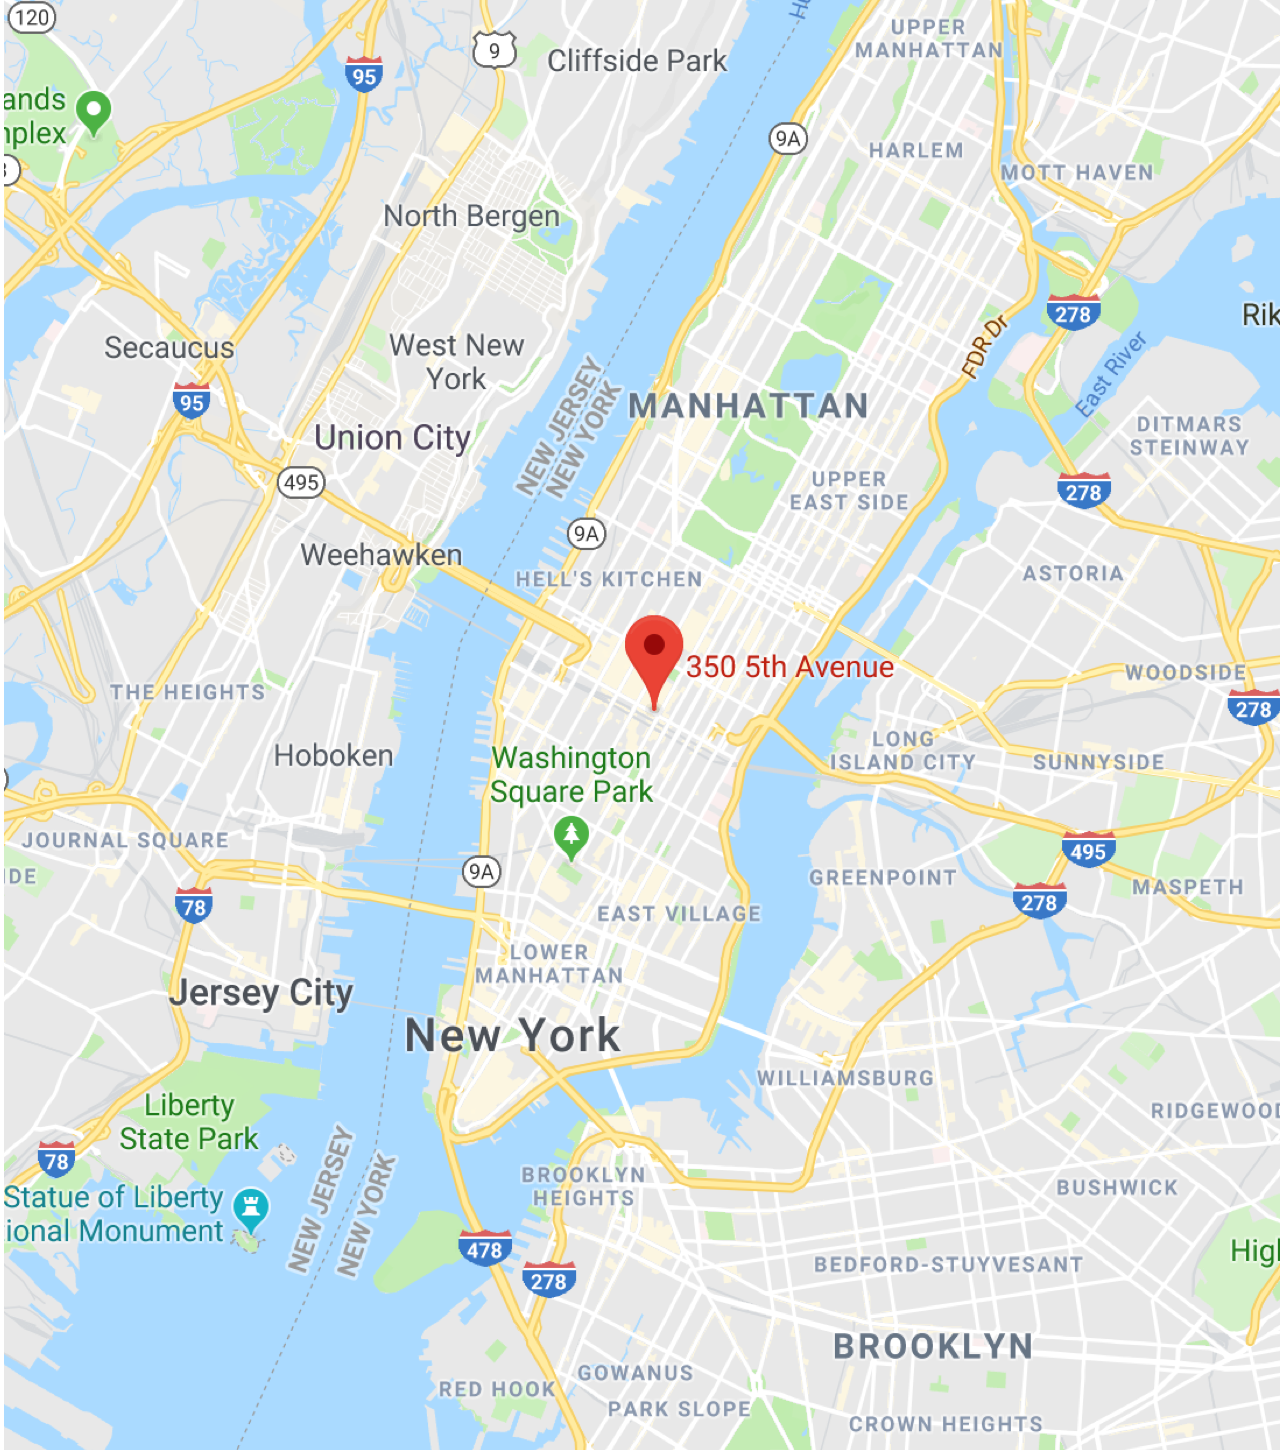 120
9
Cliffside Park
UPPER
MANHATTAN
95
ands
nplex
9A
HARLEM
MOTT HAVEN
North Bergen
278
Rik
FDR Dr
East River
Secaucus
West New
York
95
NEW JERSEY
NEW YORK
MANHATTAN
Union City
DITMARS
STEINWAY
495
UPPER
EAST SIDE
278
9A
Weehawken
HELL'S KITCHEN
ASTORIA
350 5th Avenue
WOODSIDE
THE HEIGHTS
278
Hoboken
Washington
Square Park
LONG
ISLAND CITY
SUNNYSIDE
JOURNAL SQUARE
495
IDE
9A
GREENPOINT
278
MASPETH
78
EAST VILLAGE
LOWER
MANHATTAN
Jersey City
New York
WILLIAMSBURG
Liberty
State Park
RIDGEWOOD
78
NEW JERSEY
NEW YORK
BROOKLYN
HEIGHTS
BUSHWICK
Statue of Liberty
ional Monument
478
278
BEDFORD-STUYVESANT
High
BROOKLYN
RED HOOK
GOWANUS
PARK SLOPE
CROWN HEIGHTS